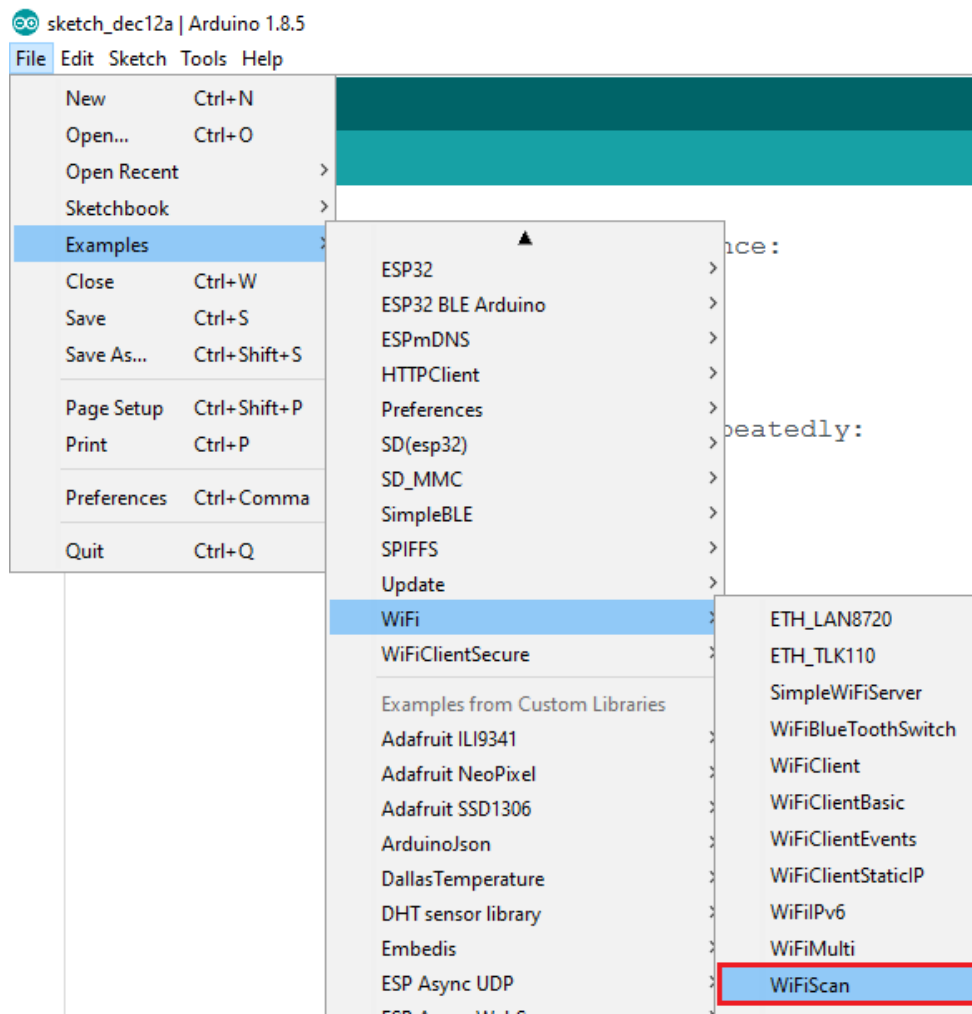 sketch_dec12a | Arduino 1.8.5
File Edit Sketch Tools Help
New Ctrl+N
Open... Ctrl+O
Open Recent
Sketchbook
Examples
Close Ctrl+W
Save Ctrl+S
Save As... Ctrl+Shift+S
Page Setup Ctrl+Shift+P
Print Ctrl+P
Preferences Ctrl+Comma
Quit Ctrl+Q
nce:
peatedly:
ESP32
ESP32 BLE Arduino
ESPmDNS
HTTPClient
Preferences
SD(esp32)
SD_MMC
SimpleBLE
SPIFFS
Update
WiFi
WiFiClientSecure
Examples from Custom Libraries
Adafruit ILI9341
Adafruit NeoPixel
Adafruit SSD1306
ArduinoJson
DallasTemperature
DHT sensor library
Embedis
ESP Async UDP
ETH_LAN8720
ETH_TLK110
SimpleWiFiServer
WiFiBlueToothSwitch
WiFiClient
WiFiClientBasic
WiFiClientEvents
WiFiClientStaticIP
WiFiIPv6
WiFiMulti
WiFiScan